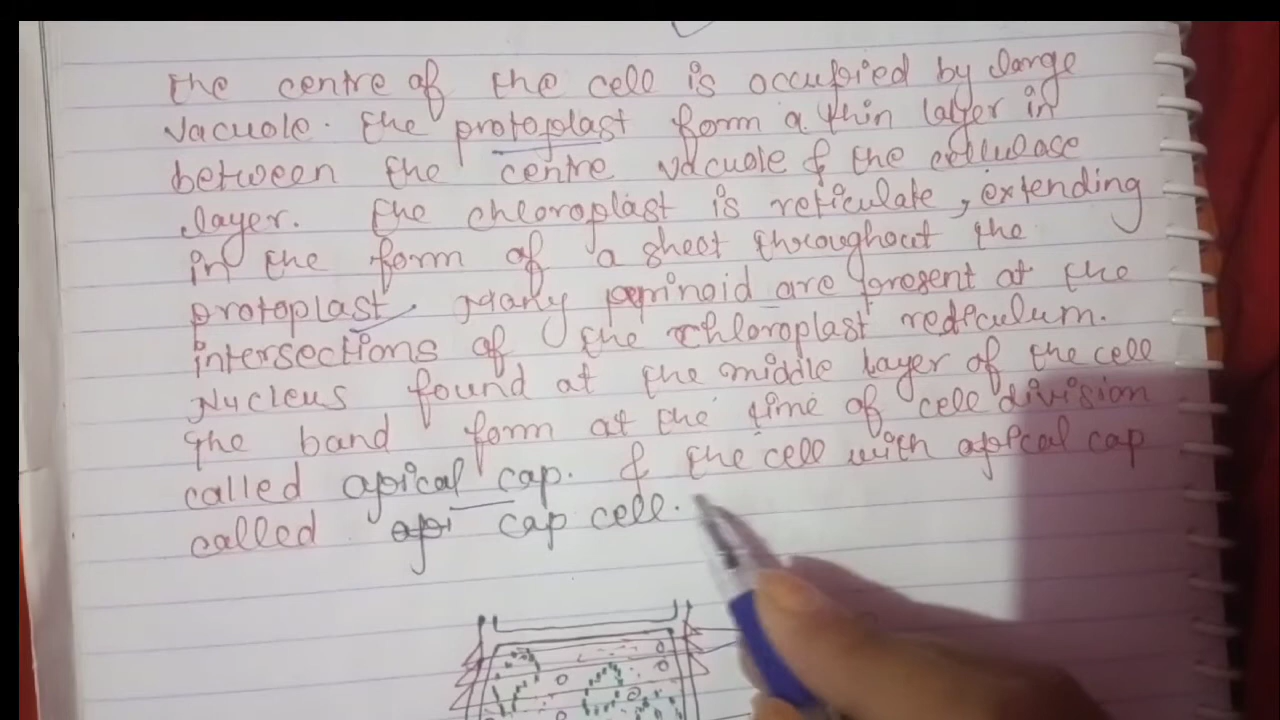 the centre of the cell is occupied by large
vacuole. the protoplast form a thin layer in
between the centre vacuole & the cellulose
layer. the chloroplast is reticulate, extending
in the form of a sheet throughout the
protoplast. Many pyrinoid are present at the
intersections of the chloroplast redeculum.
Nucleus found at the middle layer of the cell
the band form at the time of cell division
called apical cap. & the cell with apical cap
called cap cell.